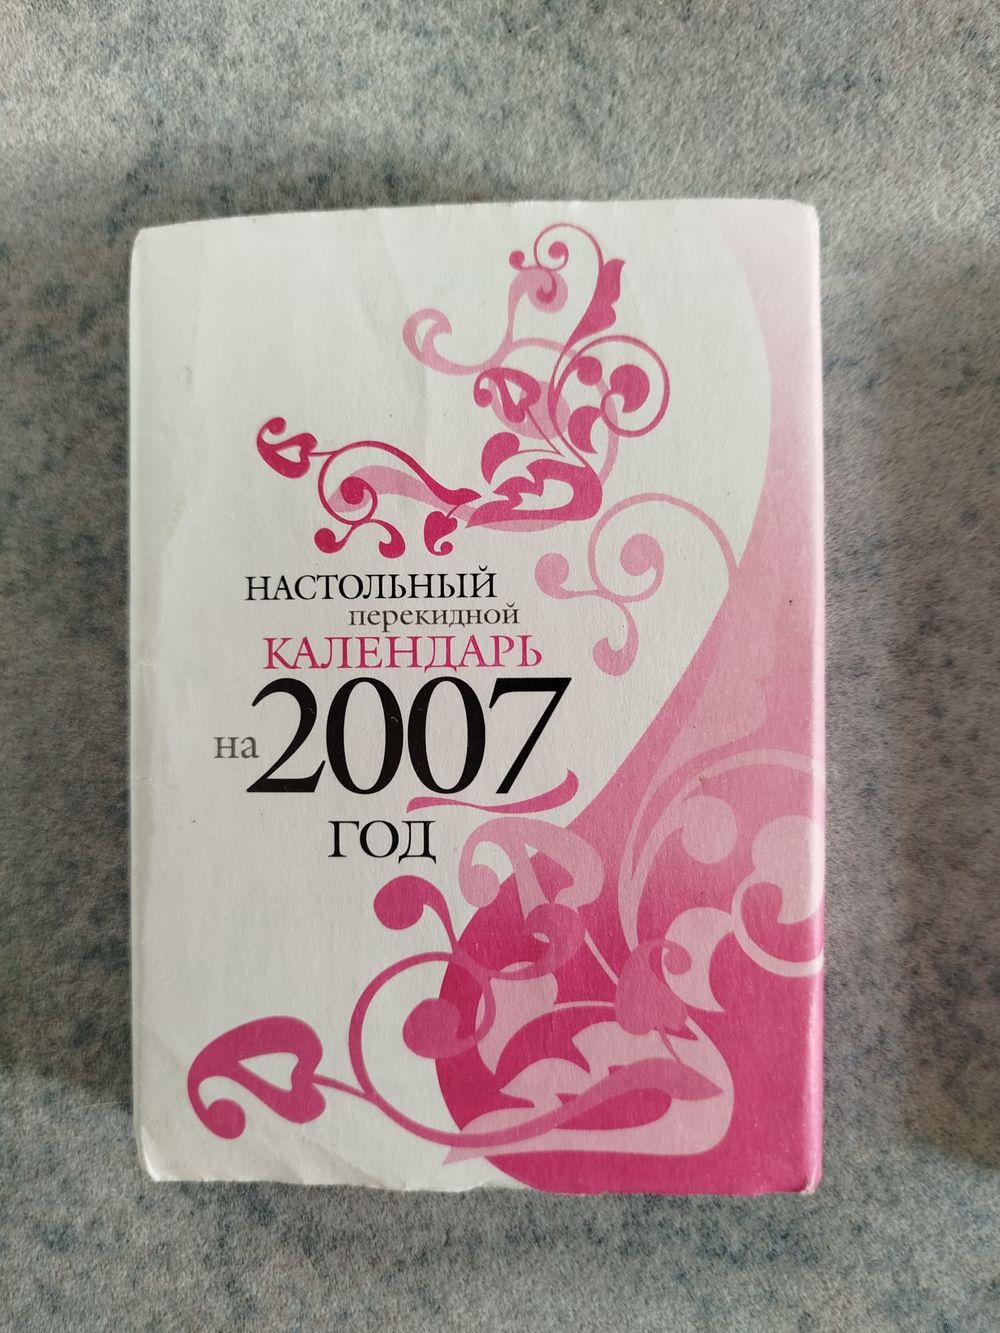 НАСТОЛЬНЫЙ
перекидной
КАЛЕНДАРЬ
на 2007
ГОД